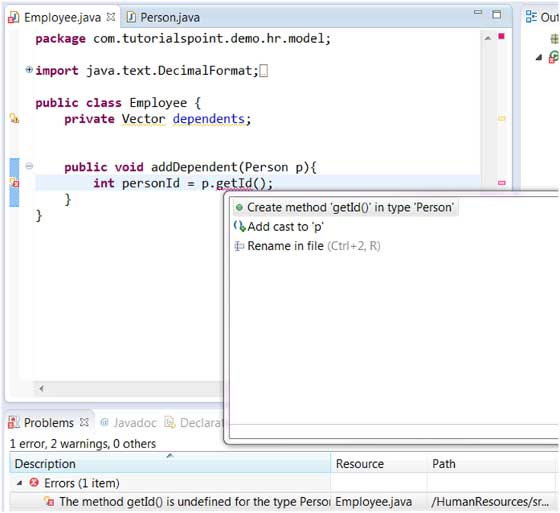 Employee.java
Person.java
Outli
package com.tutorialspoint.demo.hr.model;
import java.text.DecimalFormat;
public class Employee {
private Vector dependents;
public void addDependent(Person p){
int personId = p.getId();
}
}
Create method 'getId()' in type 'Person'
Add cast to 'p'
Rename in file (Ctrl+2, R)
Problems
@ Javadoc
Declarat
1 error, 2 warnings, 0 others
Description Resource Path
Errors (1 item)
The method getId() is undefined for the type Person Employee.java /HumanResources/sr...